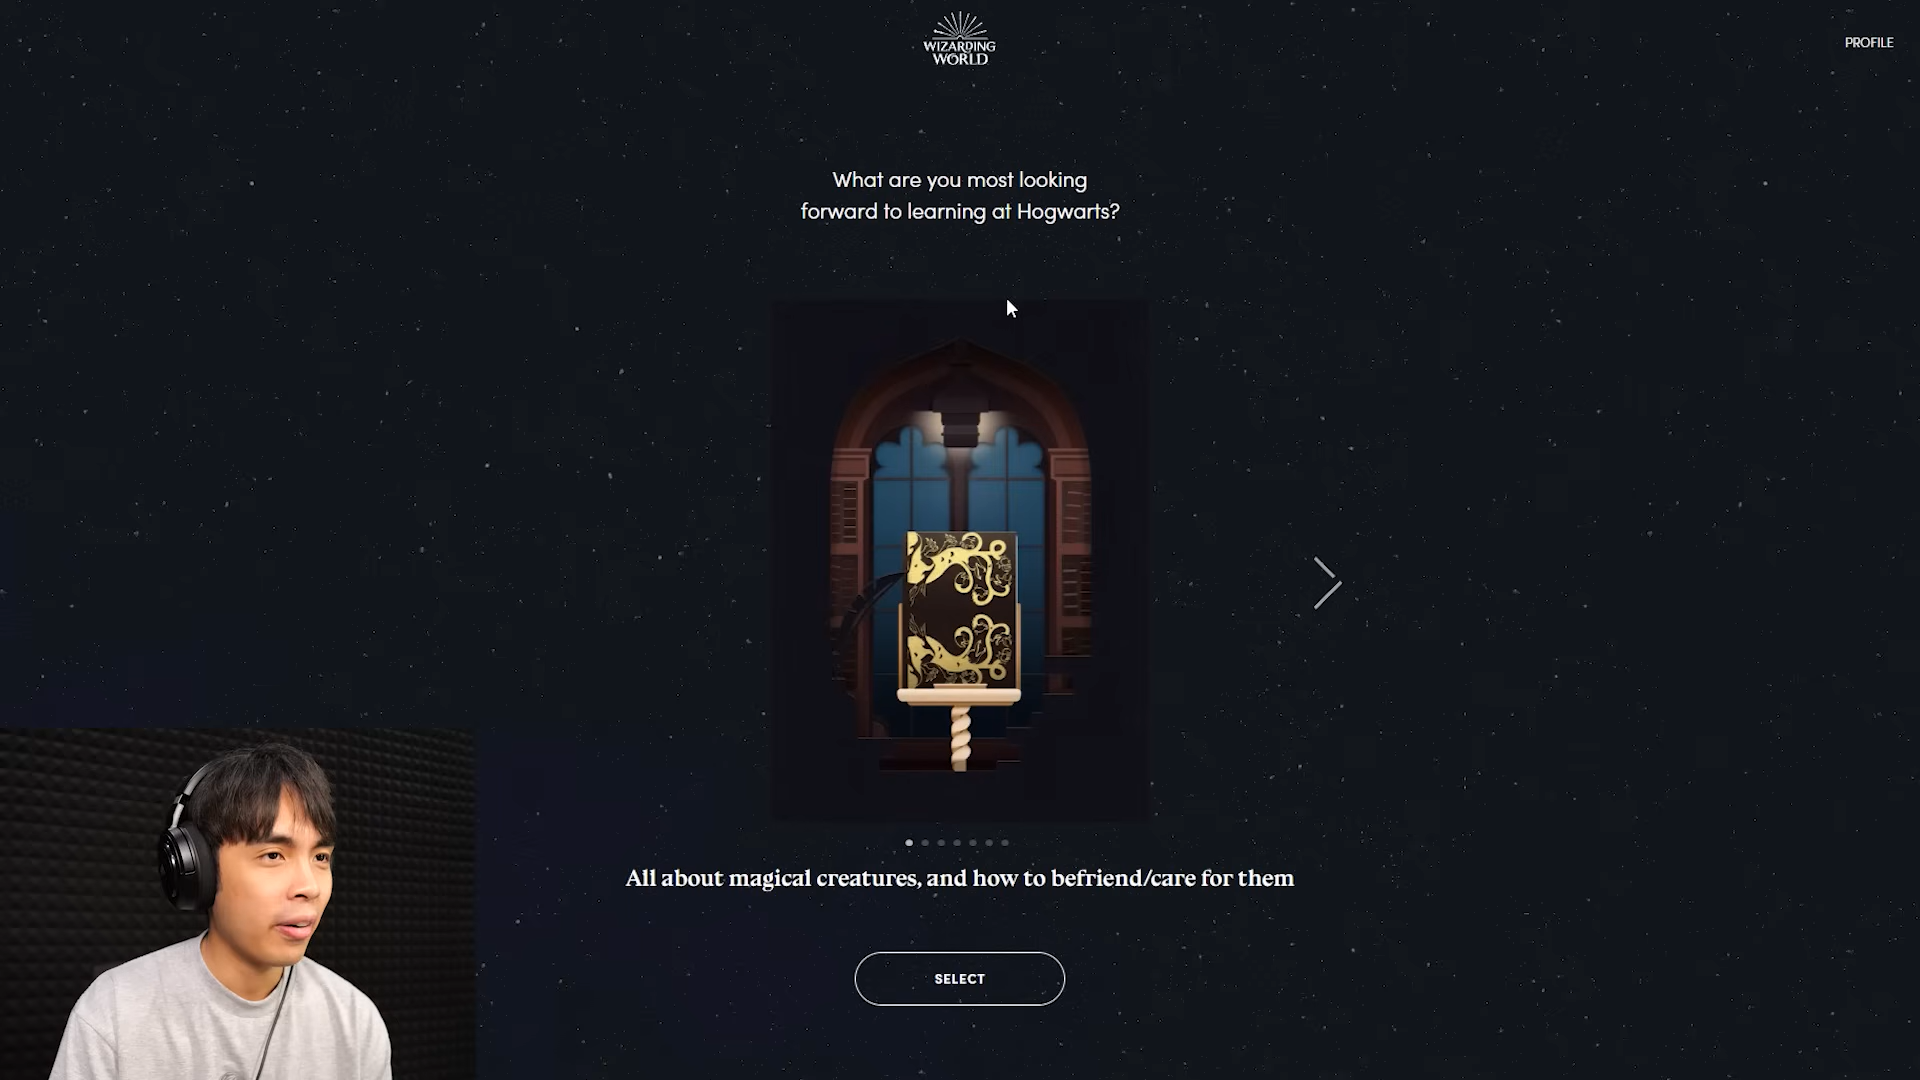 WIZARDING
WORLD
PROFILE
What are you most looking
forward to learning at Hogwarts?
All about magical creatures, and how to befriend/care for them
SELECT